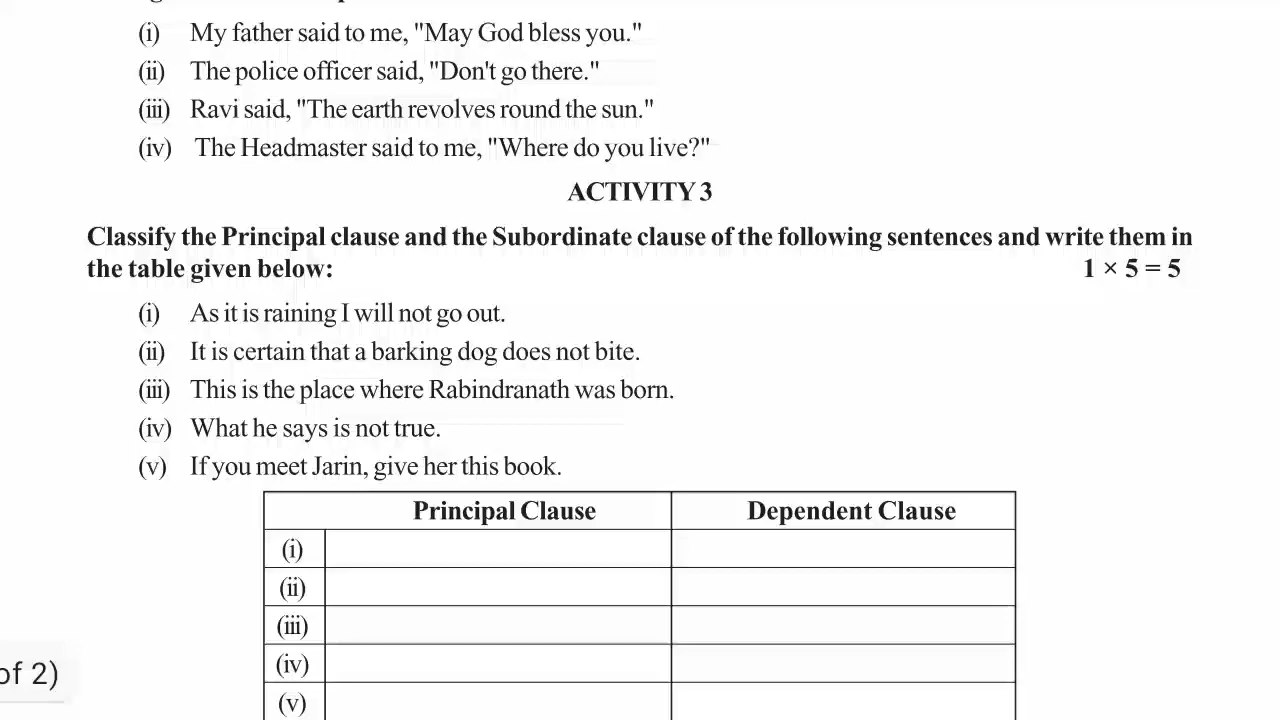 (i) My father said to me, "May God bless you."
(ii) The police officer said, "Don't go there."
(iii) Ravi said, "The earth revolves round the sun."
(iv) The Headmaster said to me, "Where do you live?"
ACTIVITY 3
Classify the Principal clause and the Subordinate clause of the following sentences and write them in
the table given below: 1 × 5 = 5
(i) As it is raining I will not go out.
(ii) It is certain that a barking dog does not bite.
(iii) This is the place where Rabindranath was born.
(iv) What he says is not true.
(v) If you meet Jarin, give her this book.
Principal Clause Dependent Clause
(i)
(ii)
(iii)
(iv)
(v)
of 2)